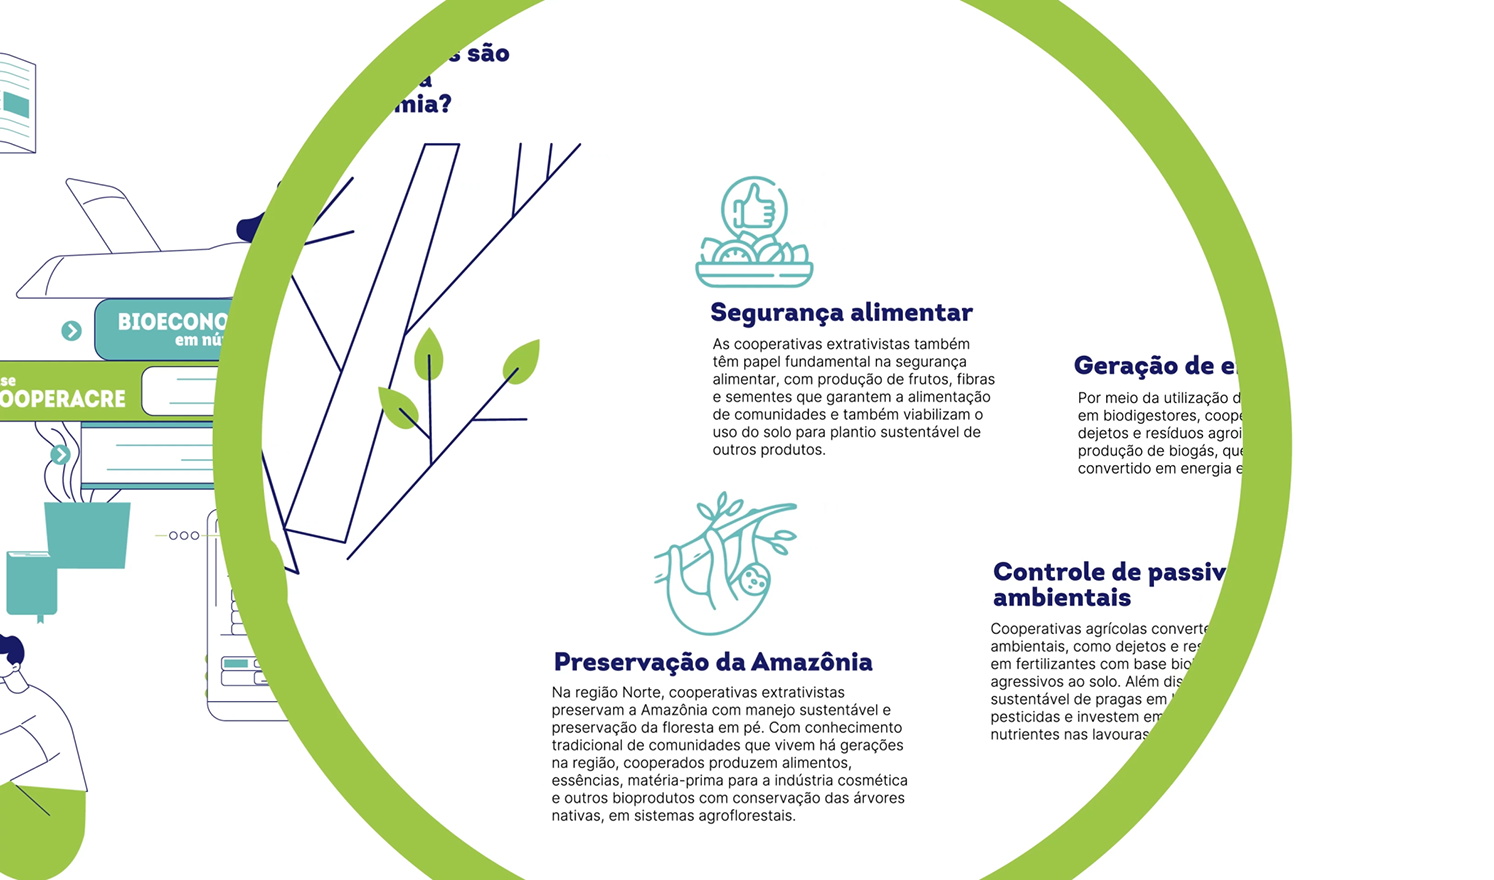 são
mia?
BIOECONO
em nú
se
OOPERACRE
Segurança alimentar
As cooperativas extrativistas também
têm papel fundamental na segurança
alimentar, com produção de frutos, fibras
e sementes que garantem a alimentação
de comunidades e também viabilizam o
uso do solo para plantio sustentável de
outros produtos.
Geração de e
Por meio da utilização d
em biodigestores, coope
dejetos e resíduos agroi
produção de biogás, que
convertido em energia e
Preservação da Amazônia
Na região Norte, cooperativas extrativistas
preservam a Amazônia com manejo sustentável e
preservação da floresta em pé. Com conhecimento
tradicional de comunidades que vivem há gerações
na região, cooperados produzem alimentos,
essências, matéria-prima para a indústria cosmética
e outros bioprodutos com conservação das árvores
nativas, em sistemas agroflorestais.
Controle de passiv
ambientais
Cooperativas agrícolas converte
ambientais, como dejetos e res
em fertilizantes com base biol
agressivos ao solo. Além dis
sustentável de pragas em
pesticidas e investem em
nutrientes nas lavouras